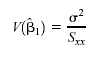 V(β̂₁) = σ² / Sₓₓ